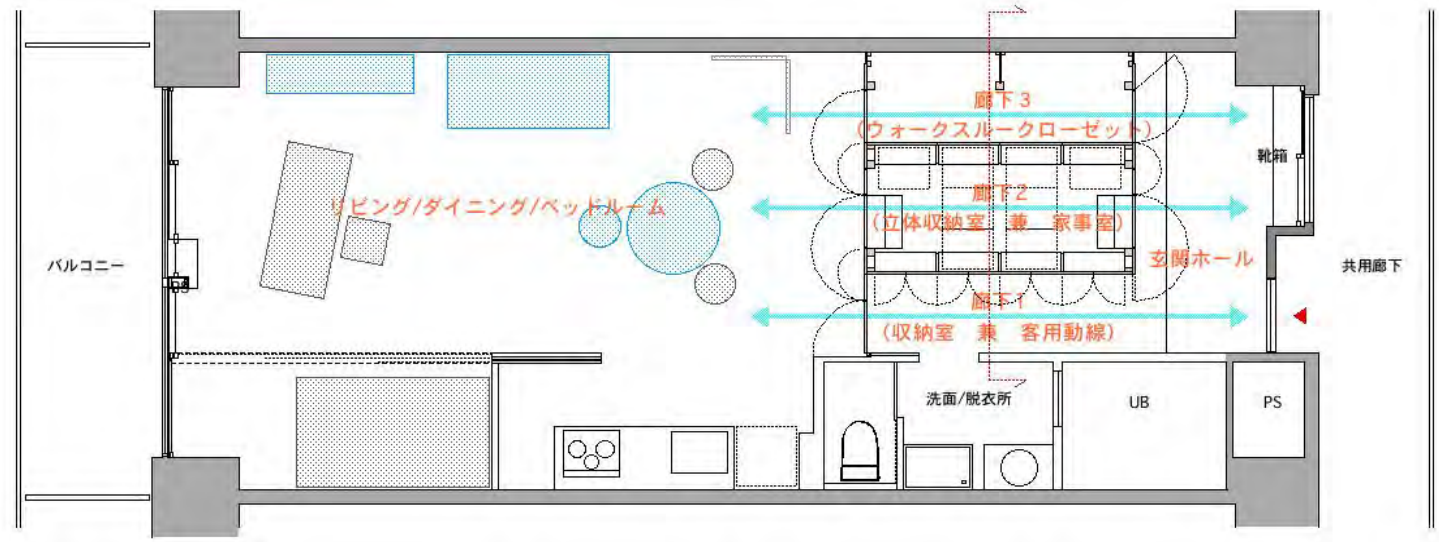 廊下3
(ウォークスルークローゼット)
靴箱
リビング/ダイニング/ベッドルーム
廊下2
(立体収納室 兼 家事室)
バルコニー
玄関ホール
共用廊下
廊下1
(収納室 兼 客用動線)
洗面/脱衣所
UB
PS